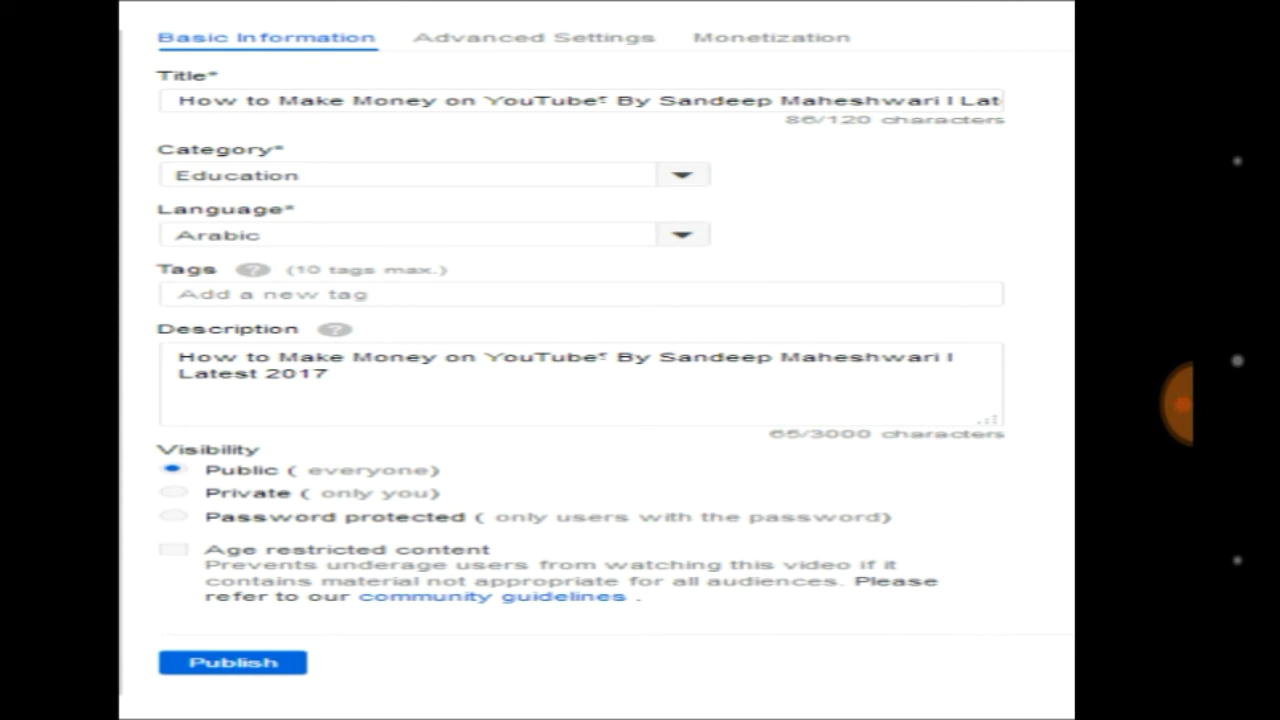 Basic Information Advanced Settings Monetization
Title*
How to Make Money on YouTube? By Sandeep Maheshwari I Lat
86/120 characters
Category*
Education
Language*
Arabic
Tags ? (10 tags max.)
Add a new tag
Description ?
How to Make Money on YouTube? By Sandeep Maheshwari I
Latest 2017
65/3000 characters
Visibility
Public ( everyone)
Private ( only you)
Password protected ( only users with the password)
Age restricted content
Prevents underage users from watching this video if it
contains material not appropriate for all audiences. Please
refer to our community guidelines .
Publish